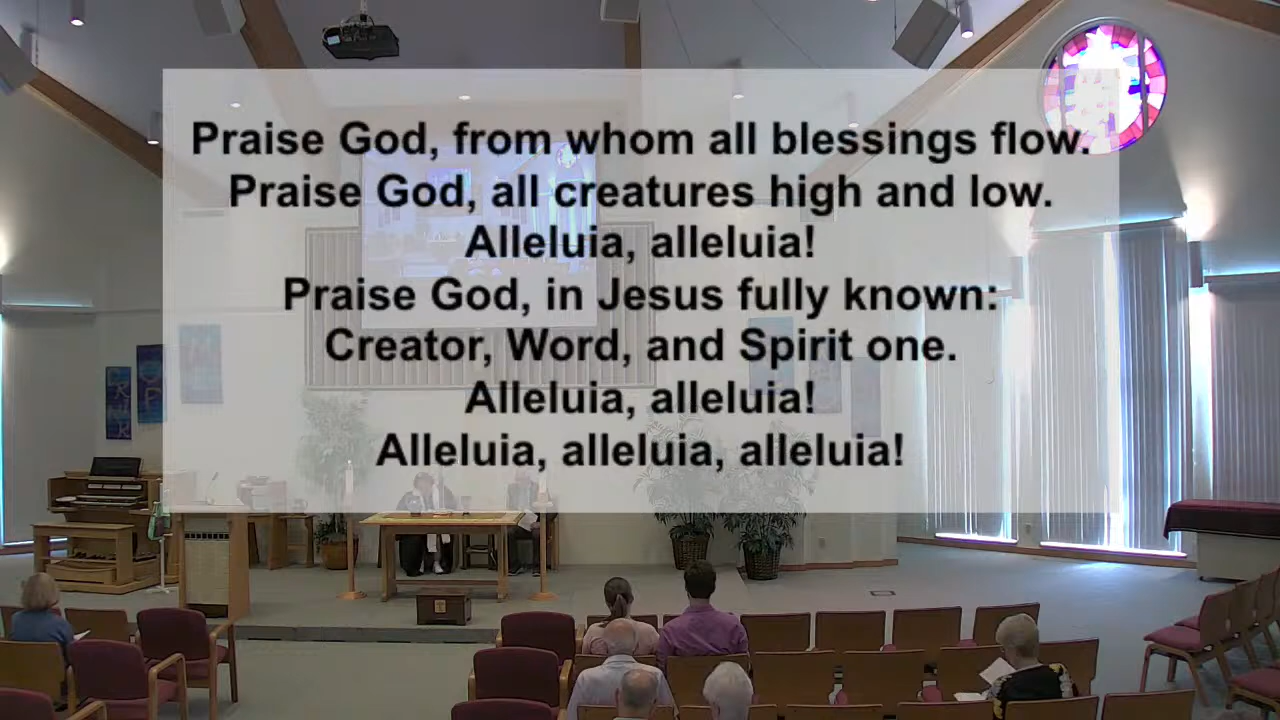 Praise God, from whom all blessings flow.
Praise God, all creatures high and low.
Alleluia, alleluia!
Praise God, in Jesus fully known:
Creator, Word, and Spirit one.
Alleluia, alleluia!
Alleluia, alleluia, alleluia!